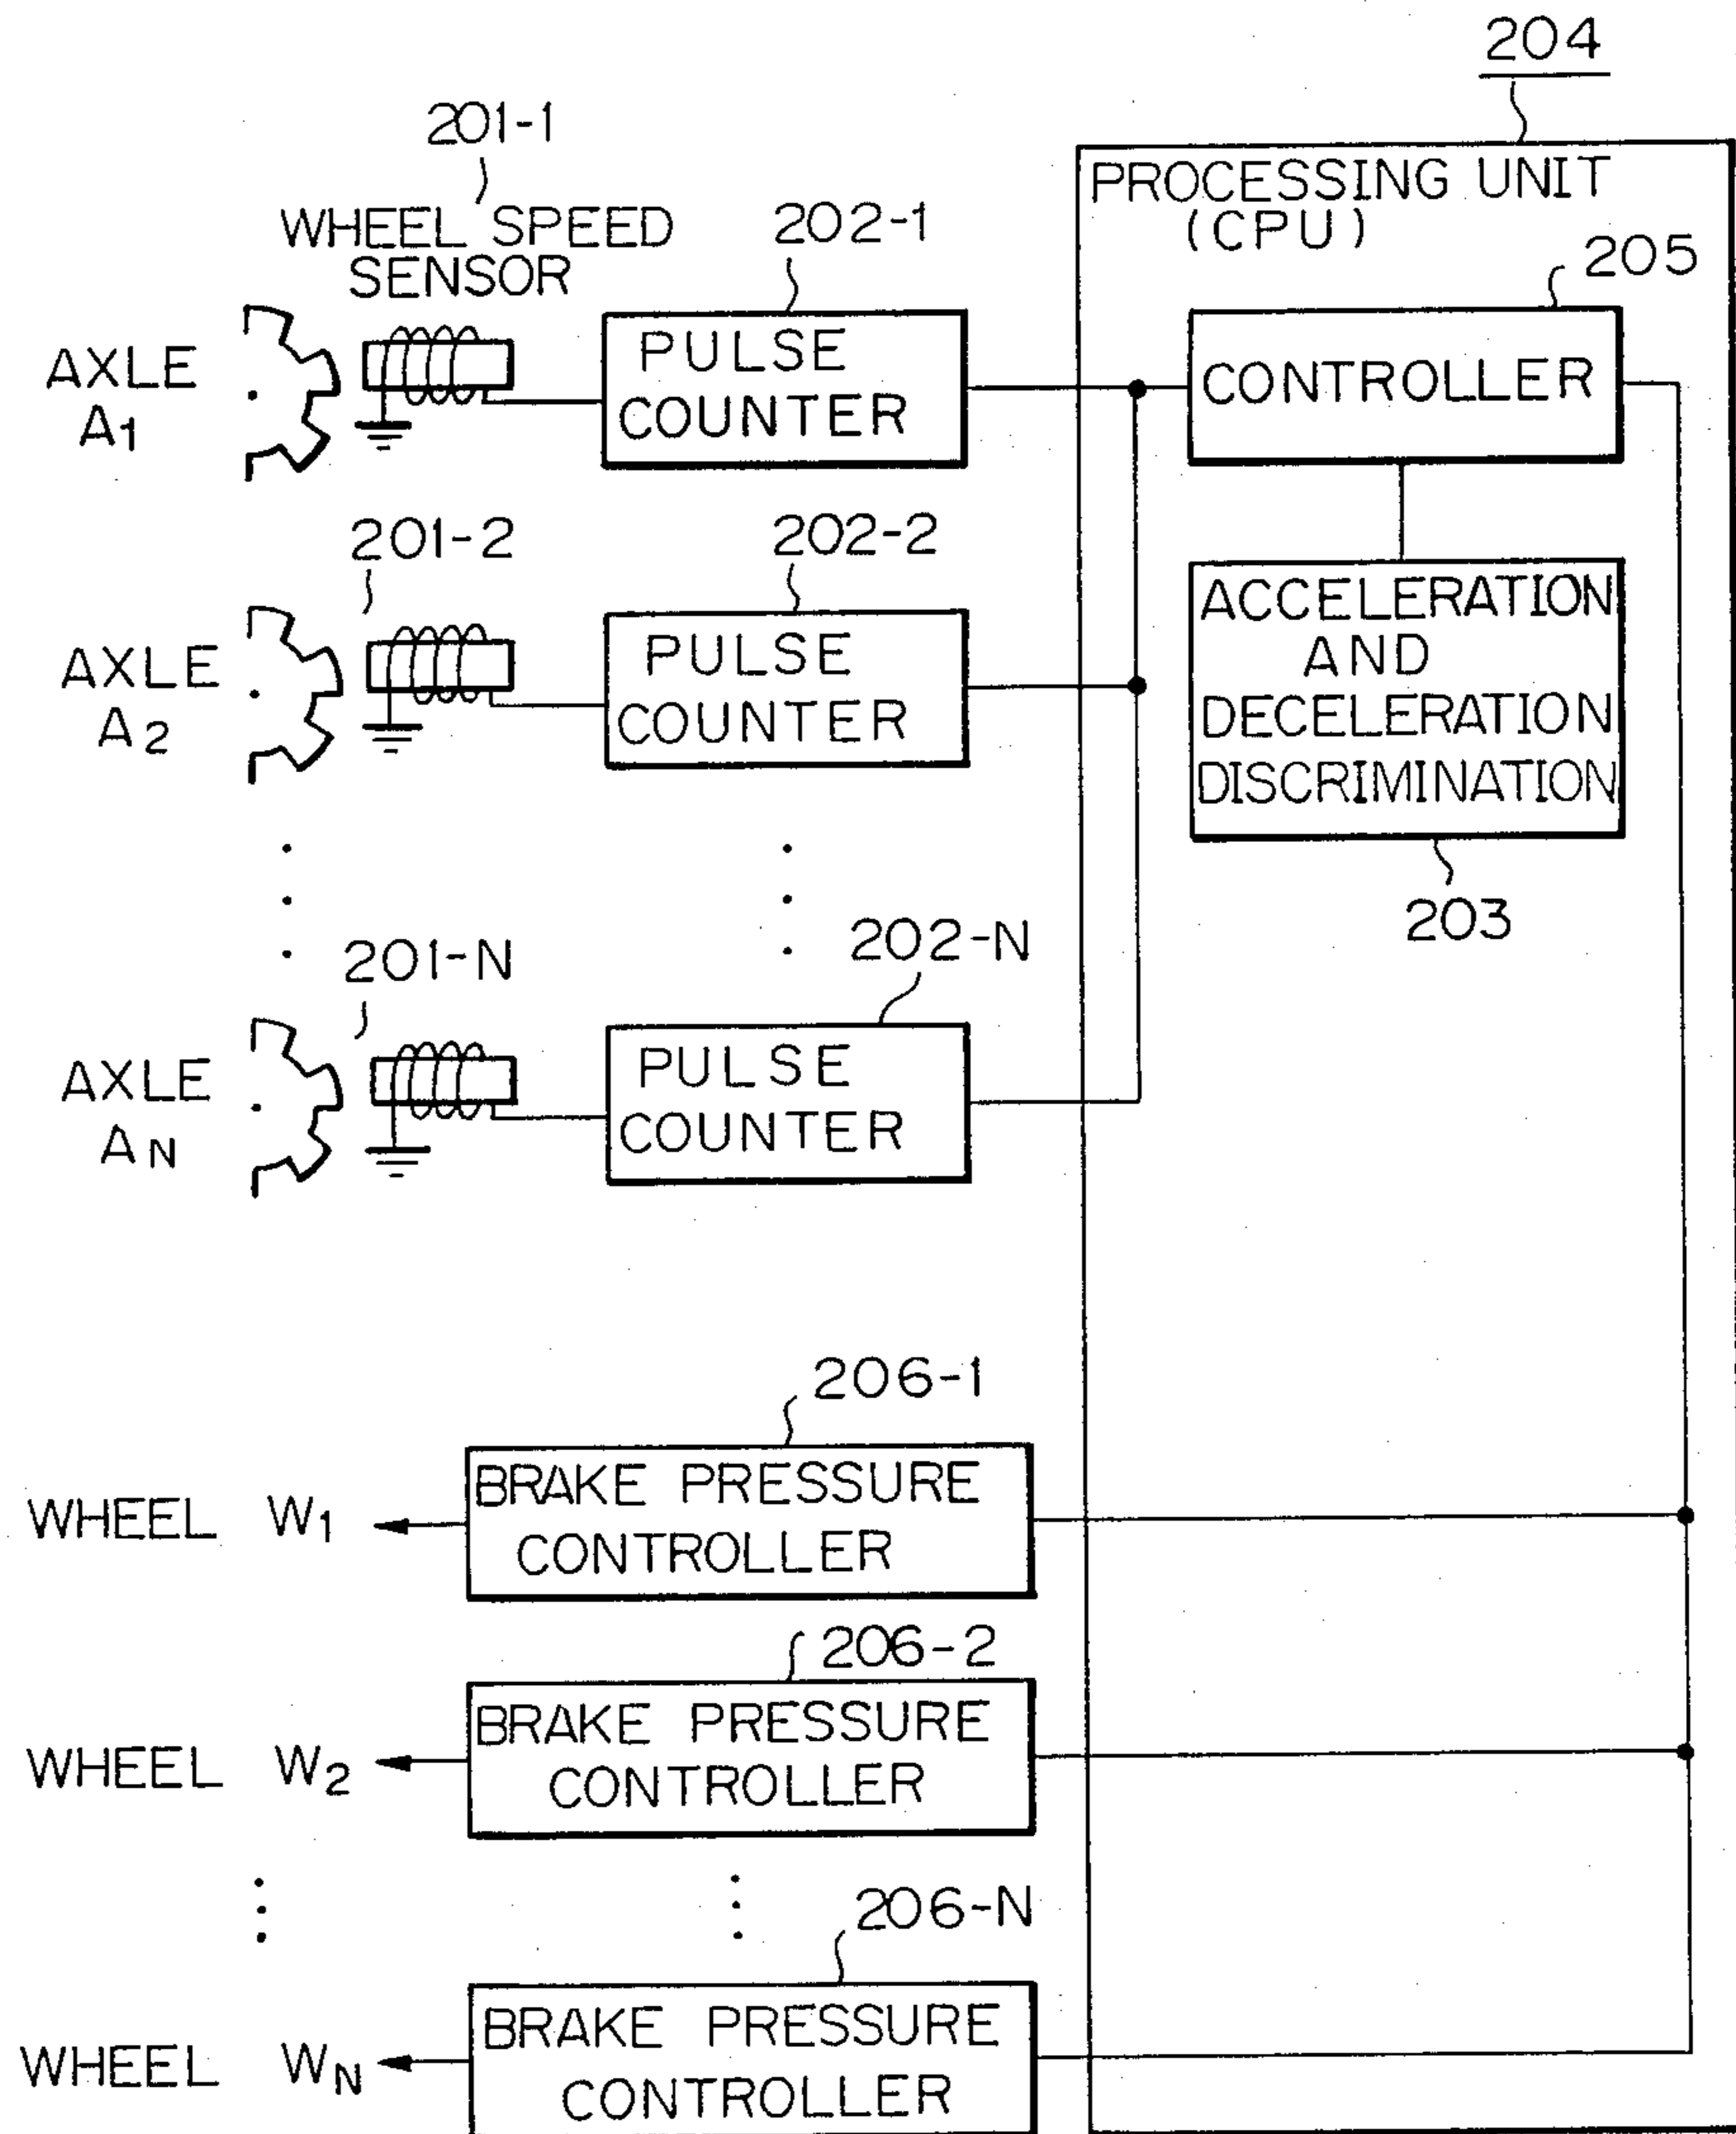 204
201-1
PROCESSING UNIT
(CPU)
WHEEL SPEED
SENSOR
202-1
205
AXLE
A1
PULSE
COUNTER
CONTROLLER
201-2
202-2
AXLE
A2
PULSE
COUNTER
ACCELERATION
AND
DECELERATION
DISCRIMINATION
203
201-N
202-N
AXLE
AN
PULSE
COUNTER
206-1
WHEEL W1
BRAKE PRESSURE
CONTROLLER
206-2
WHEEL W2
BRAKE PRESSURE
CONTROLLER
206-N
WHEEL WN
BRAKE PRESSURE
CONTROLLER